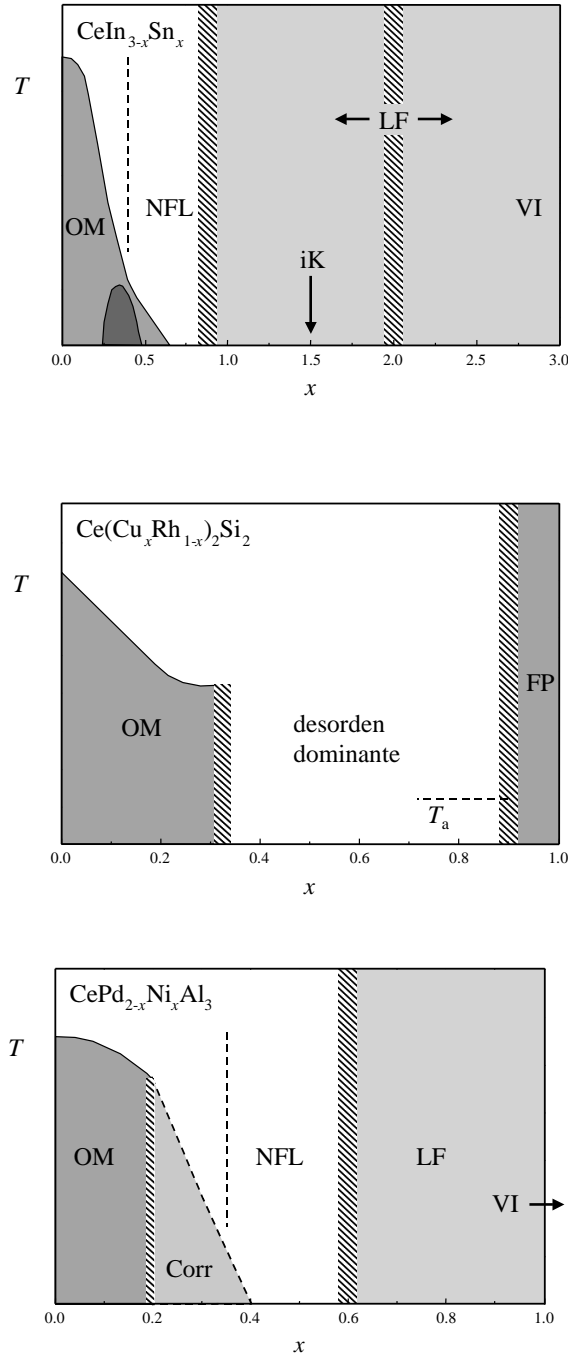 CeIn3-xSnx
T
LF
OM
NFL
VI
iK
0.0 0.5 1.0 1.5 2.0 2.5 3.0
x
Ce(CuxRh1-x)2Si2
T
FP
OM
desorden
dominante
Ta
0.0 0.2 0.4 0.6 0.8 1.0
x
CePd2-xNixAl3
T
OM
NFL
LF
VI
Corr
0.0 0.2 0.4 0.6 0.8 1.0
x